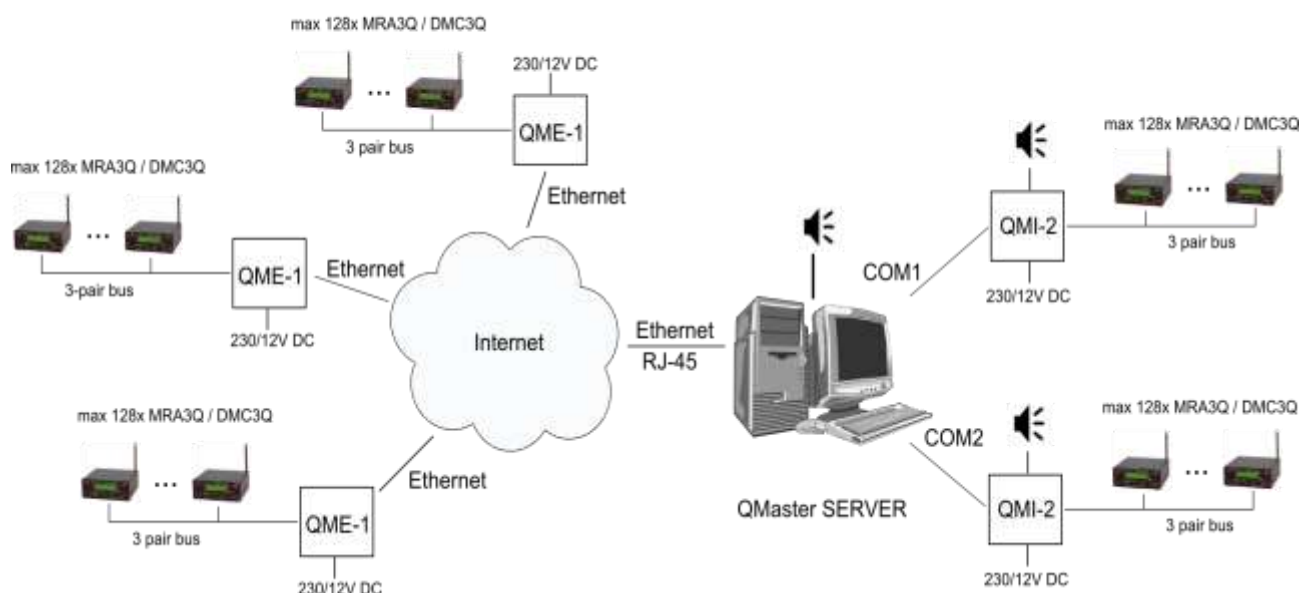 max 128x MRA3Q / DMC3Q
230/12V DC
...
QME-1
3 pair bus
Ethernet
max 128x MRA3Q / DMC3Q
...
QME-1
Ethernet
3-pair bus
230/12V DC
max 128x MRA3Q / DMC3Q
...
QME-1
Ethernet
3 pair bus
230/12V DC
Internet
Ethernet
RJ-45
QMaster SERVER
COM1
max 128x MRA3Q / DMC3Q
...
QMI-2
3 pair bus
230/12V DC
COM2
max 128x MRA3Q / DMC3Q
...
QMI-2
3 pair bus
230/12V DC